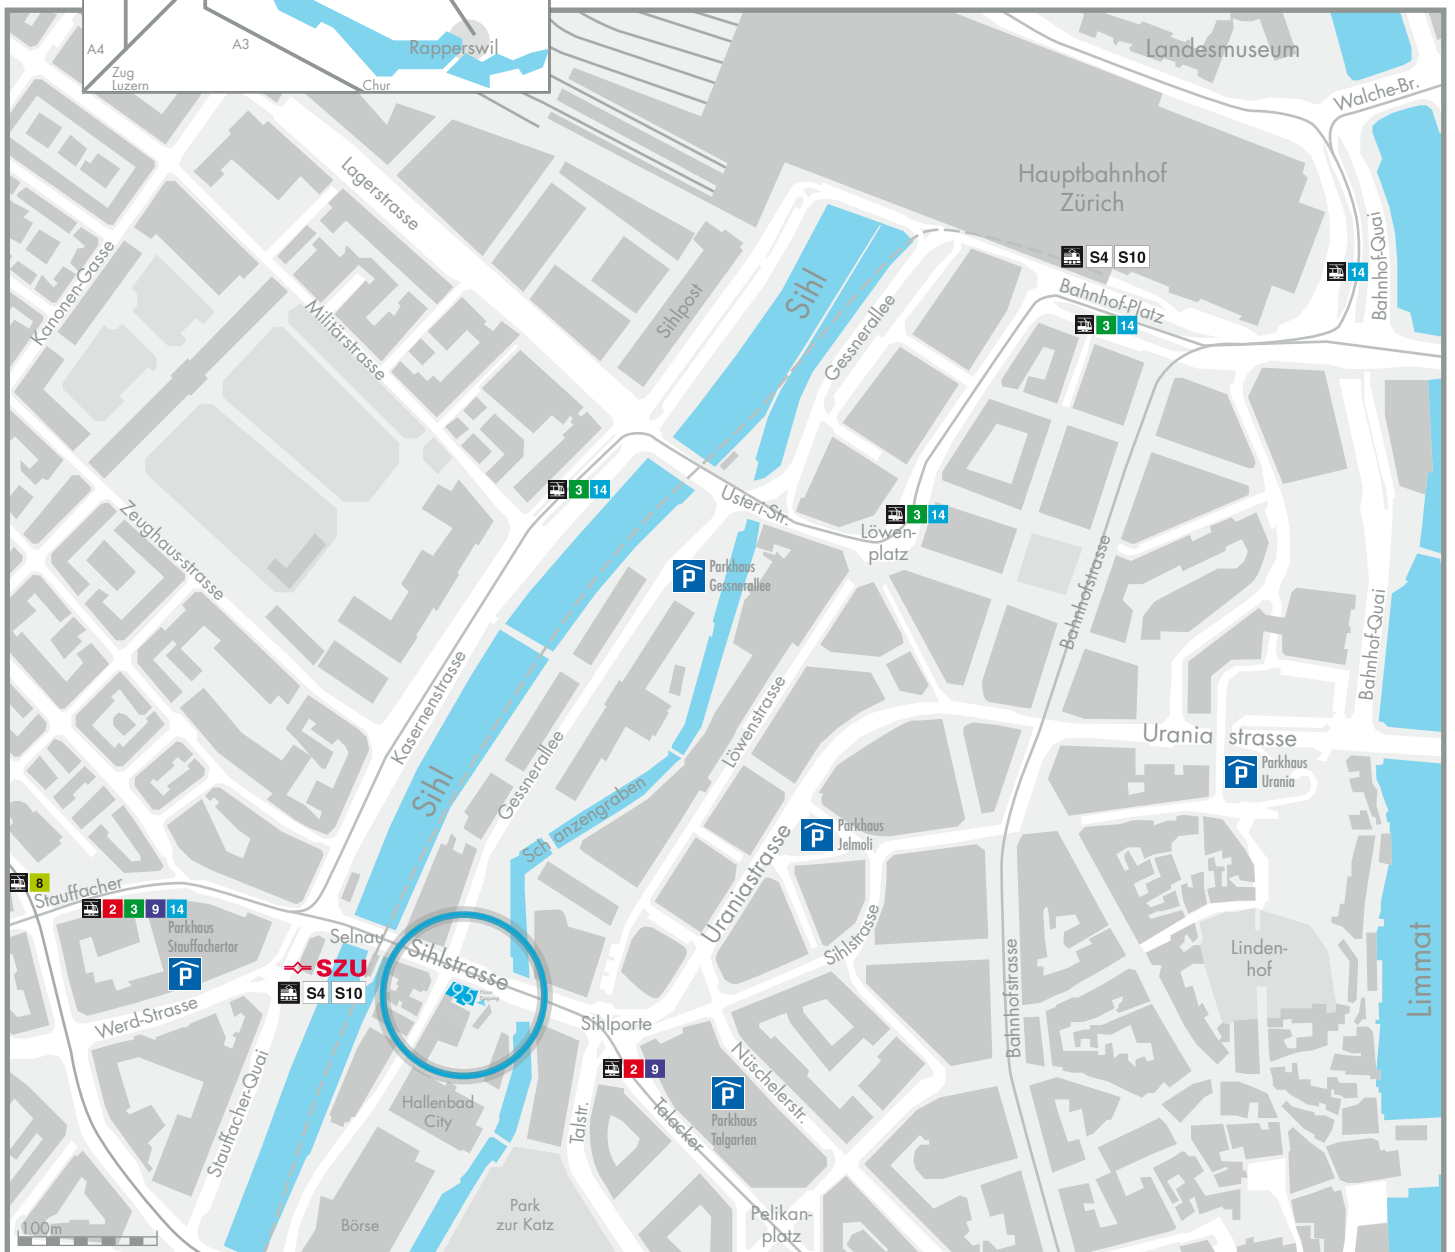 A4
A3
Rapperswil
Zug
Luzern
Chur
Landesmuseum
Walche-Br.
Lagerstrasse
Hauptbahnhof
Zürich
Kanonen-Gasse
Bahnhof-Quai
S4 S10
14
Sihl
Sihlpost
Bahnhof-Platz
Gessnerallee
3 14
Militärstrasse
3 14
Usteri-Str.
3 14
Löwen-
platz
Zeughaus-strasse
Parkhaus
Gessnerallee
P
Bahnhofstrasse
Bahnhof-Quai
Kasernenstrasse
Löwenstrasse
Urania strasse
Gessnerallee
Sihl
Parkhaus
Urania
P
Schanzengraben
Parkhaus
Jelmoli
P
Uraniastrasse
8
Stauffacher
2 3 9 14
Parkhaus
Stauffachertor
P
Selnau
Sihlstrasse
Sihlstrasse
Bahnhofstrasse
Linden-
hof
Limmat
SZU
S4 S10
95
Werd-Strasse
Sihlporte
Stauffacher-Quai
2 9
Nüschelerstr.
P
Parkhaus
Talgarten
Hallenbad
City
Talstr.
Talacker
Park
zur Katz
Börse
Pelikan-
platz
100m